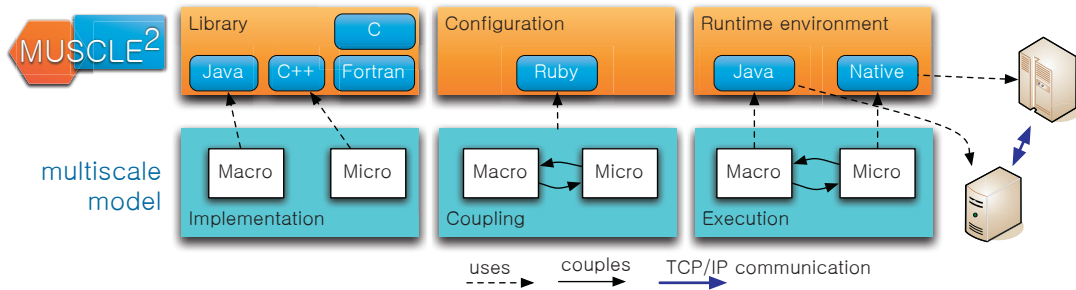 MUSCLE2
Library
C
Java
C++
Fortran
Configuration
Ruby
Runtime environment
Java
Native
multiscale
model
Macro
Micro
Implementation
Macro
Micro
Coupling
Macro
Micro
Execution
uses
couples
TCP/IP communication